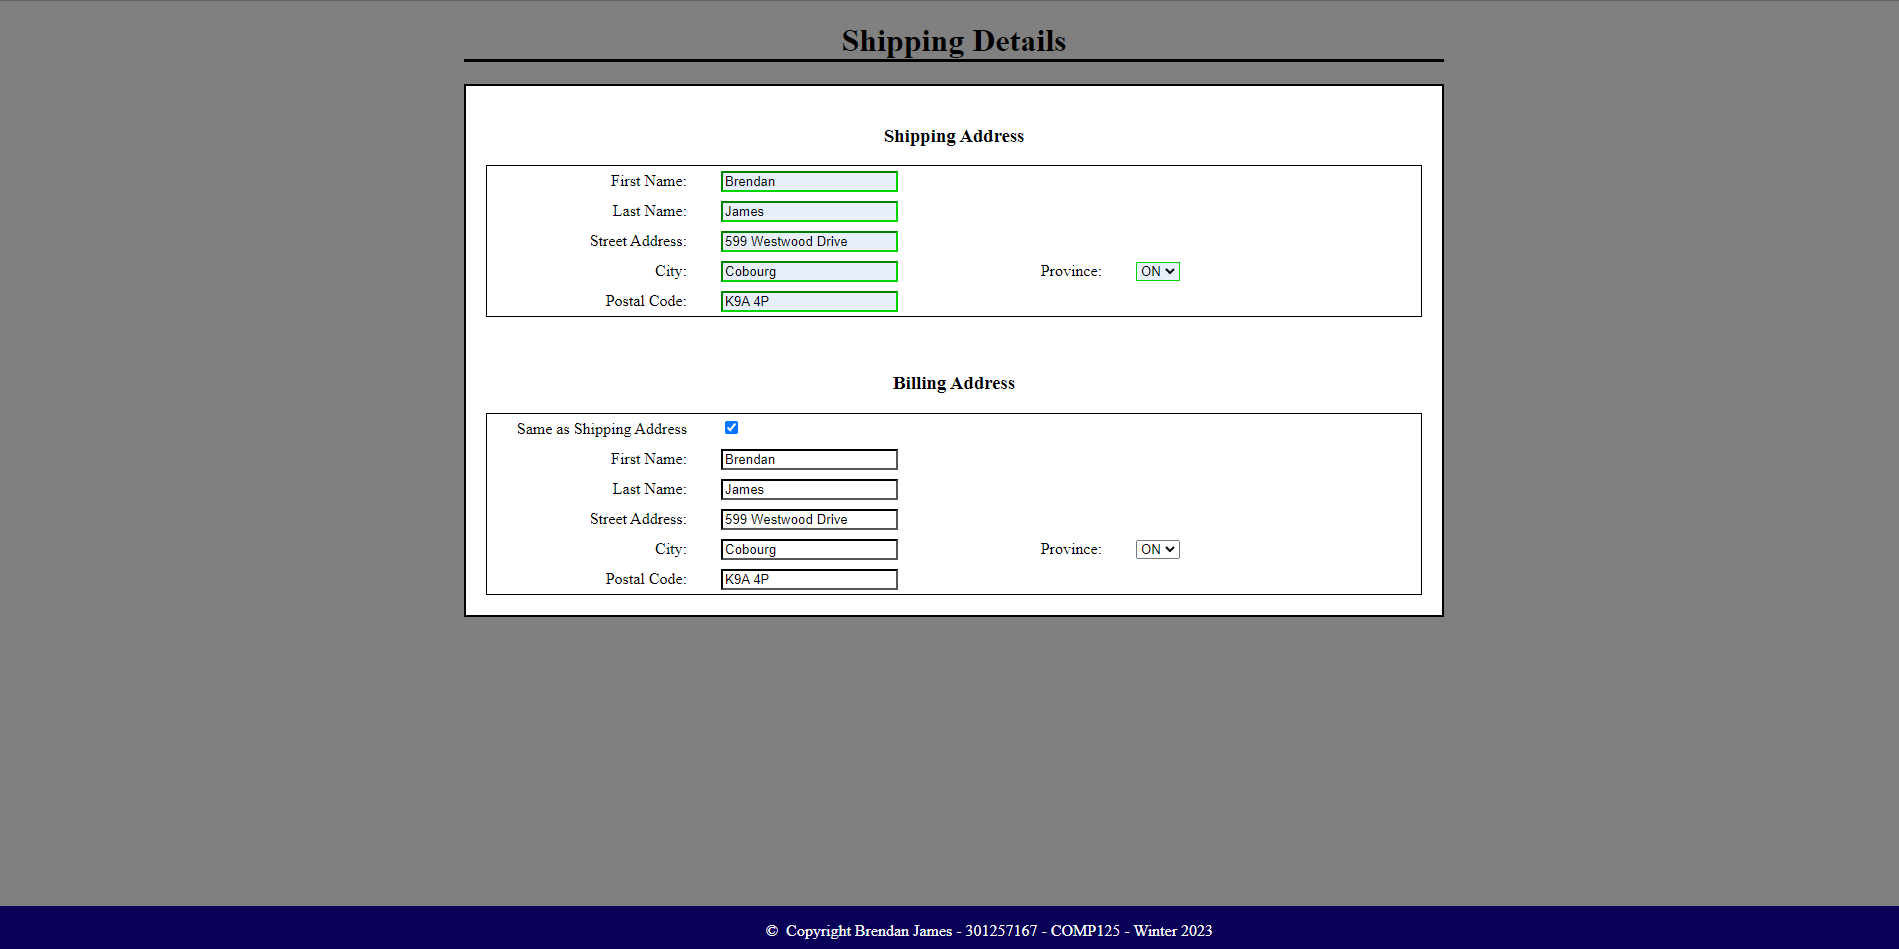 Shipping Details
Shipping Address
First Name: Brendan
Last Name: James
Street Address: 599 Westwood Drive
City: Cobourg Province: ON
Postal Code: K9A 4P
Billing Address
Same as Shipping Address
First Name: Brendan
Last Name: James
Street Address: 599 Westwood Drive
City: Cobourg Province: ON
Postal Code: K9A 4P
© Copyright Brendan James - 301257167 - COMP125 - Winter 2023